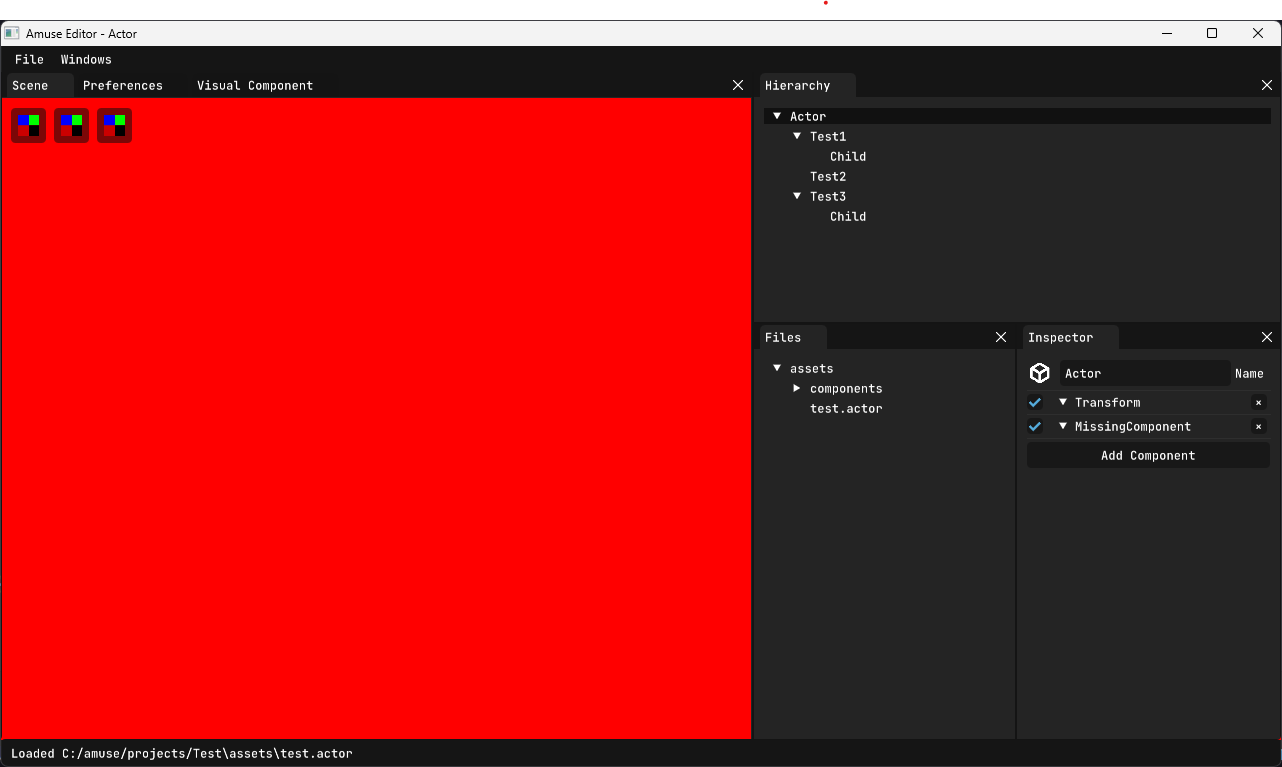 Amuse Editor - Actor
File Windows
Scene Preferences Visual Component
Hierarchy
Actor
Test1
Child
Test2
Test3
Child
Files
assets
components
test.actor
Inspector
Actor Name
Transform
MissingComponent
Add Component
Loaded C:/amuse/projects/Test\assets\test.actor